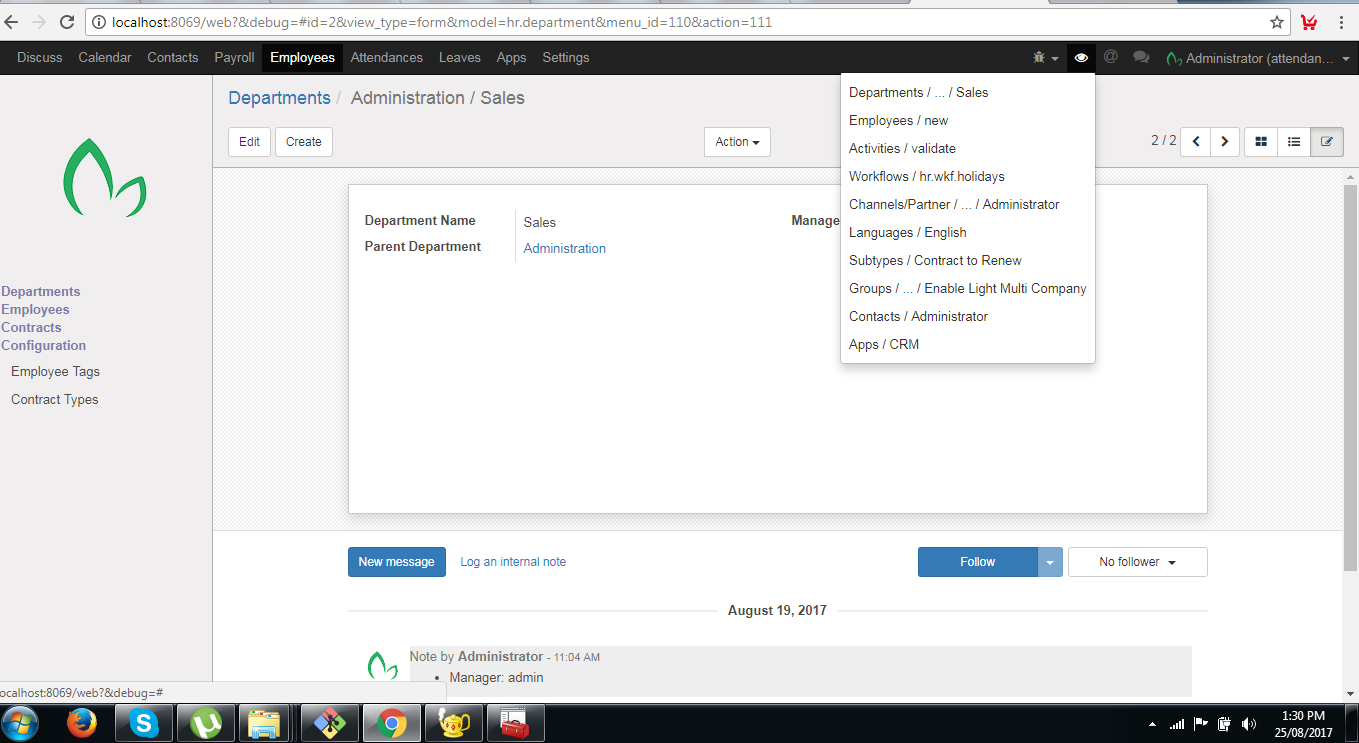 localhost:8069/web?&debug=#id=2&view_type=form&model=hr.department&menu_id=110&action=111
Discuss Calendar Contacts Payroll Employees Attendances Leaves Apps Settings @ Administrator (attendan...
Departments / Administration / Sales
Edit Create Action 2 / 2
Departments / ... / Sales
Employees / new
Activities / validate
Workflows / hr.wkf.holidays
Channels/Partner / ... / Administrator
Languages / English
Subtypes / Contract to Renew
Groups / ... / Enable Light Multi Company
Contacts / Administrator
Apps / CRM
Department Name Sales Manage
Parent Department Administration
Departments
Employees
Contracts
Configuration
Employee Tags
Contract Types
New message Log an internal note Follow No follower
August 19, 2017
Note by Administrator - 11:04 AM
• Manager: admin
ocalhost:8069/web?&debug=#
1:30 PM
25/08/2017